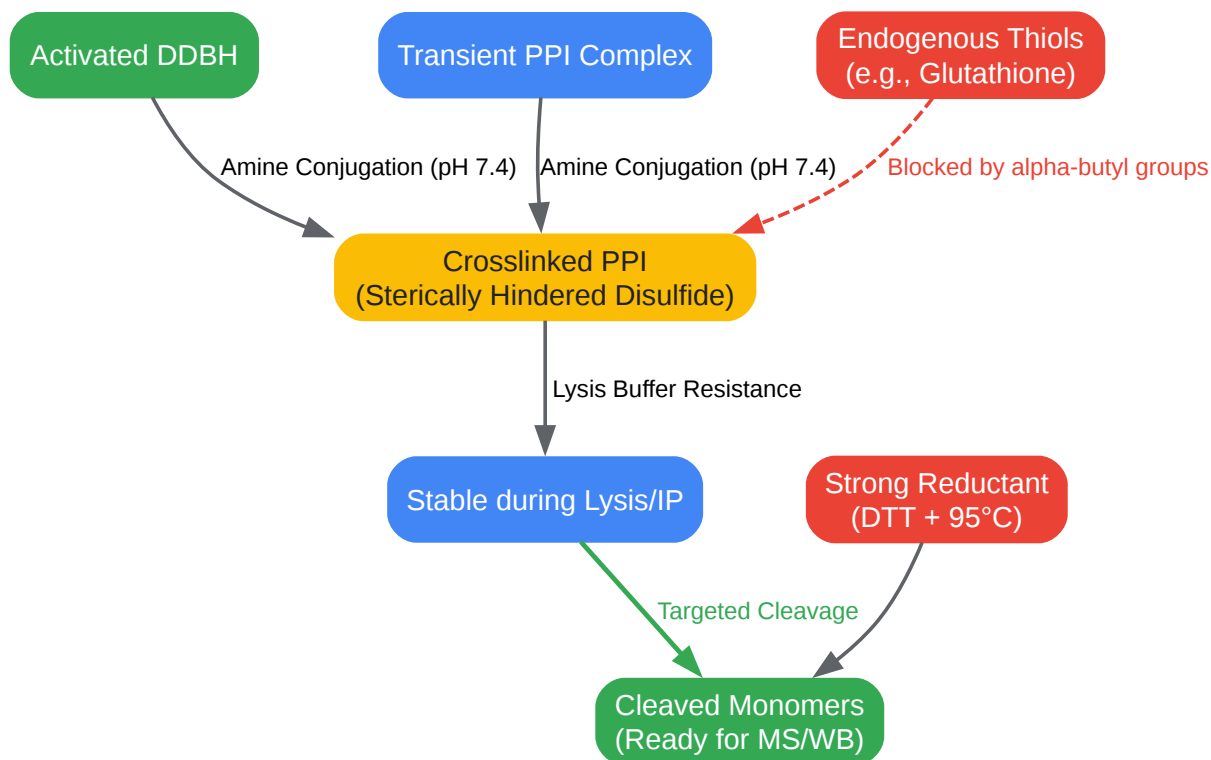 Activated DDBH
Transient PPI Complex
Endogenous Thiols
(e.g., Glutathione)
Amine Conjugation (pH 7.4)
Amine Conjugation (pH 7.4)
Blocked by alpha-butyl groups
Crosslinked PPI
(Sterically Hindered Disulfide)
Lysis Buffer Resistance
Stable during Lysis/IP
Strong Reductant
(DTT + 95°C)
Targeted Cleavage
Cleaved Monomers
(Ready for MS/WB)